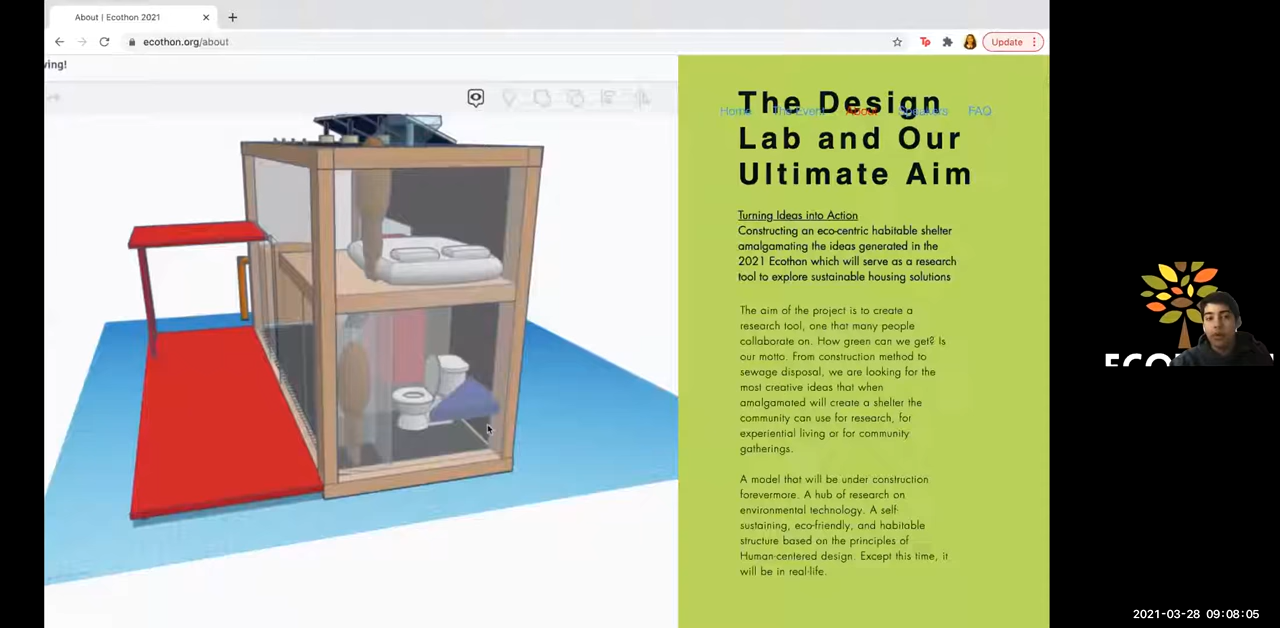 About | Ecothon 2021
ecothon.org/about
Update
ving!
Home The Event About Speakers FAQ
The Design
Lab and Our
Ultimate Aim
Turning Ideas into Action
Constructing an eco-centric habitable shelter
amalgamating the ideas generated in the
2021 Ecothon which will serve as a research
tool to explore sustainable housing solutions
The aim of the project is to create a
research tool, one that many people
collaborate on. How green can we get? Is
our motto. From construction method to
sewage disposal, we are looking for the
most creative ideas that when
amalgamated will create a shelter the
community can use for research, for
experiential living or for community
gatherings.
A model that will be under construction
forevermore. A hub of research on
environmental technology. A self-
sustaining, eco-friendly, and habitable
structure based on the principles of
Human-centered design. Except this time, it
will be in real-life.
Tp
2021-03-28 09:08:05